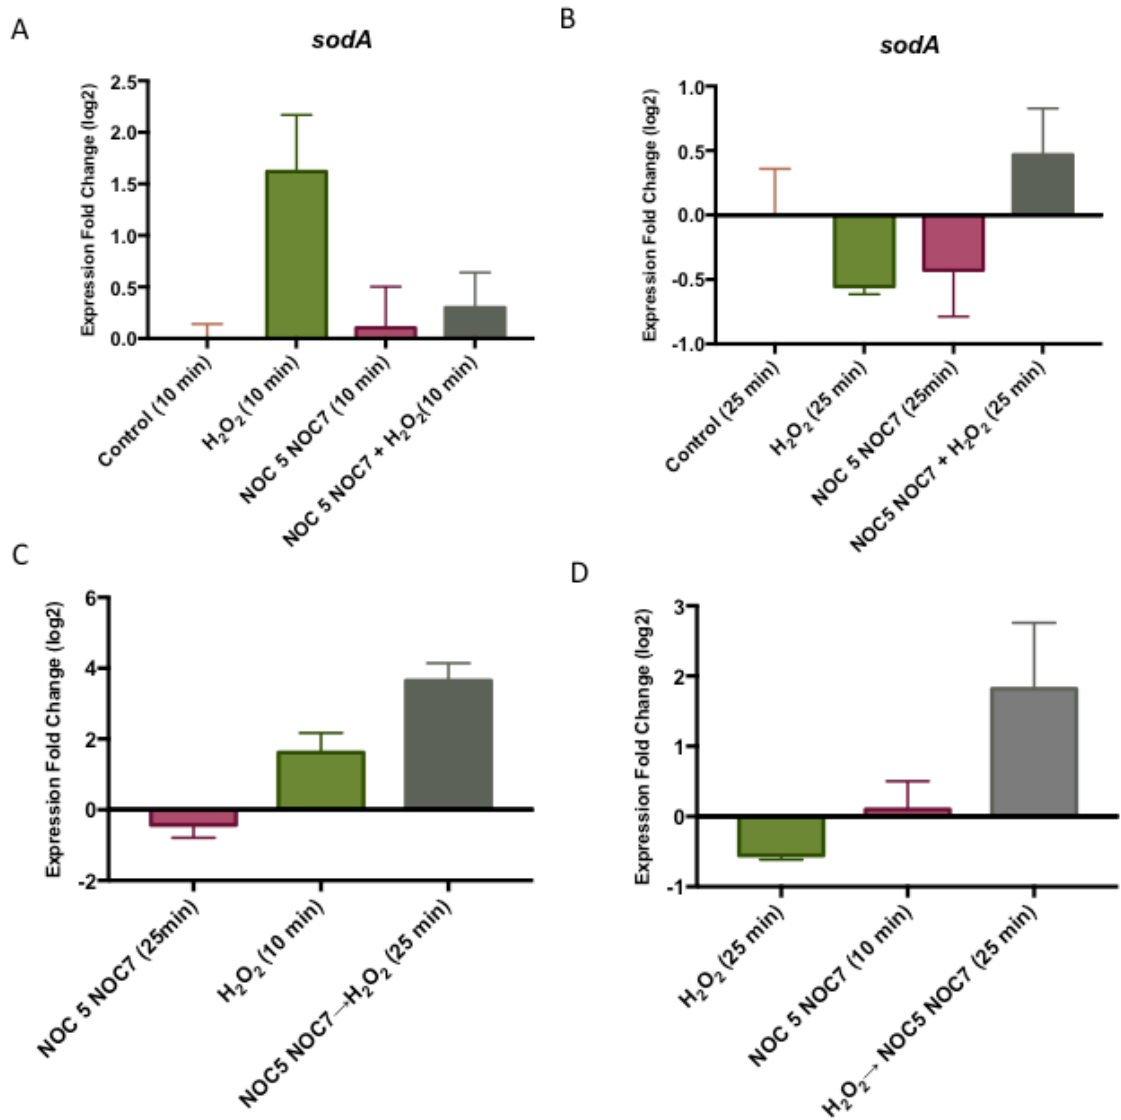 A
sodA
Expression Fold Change (log2)
2.5
2.0
1.5
1.0
0.5
0.0
Control (10 min)
H₂O₂ (10 min)
NOC 5 NOC7 (10 min)
NOC 5 NOC7 + H₂O₂(10 min)
B
sodA
Expression Fold Change (log2)
1.0
0.5
0.0
-0.5
-1.0
Control (25 min)
H₂O₂ (25 min)
NOC 5 NOC7 (25min)
NOC5 NOC7 + H₂O₂ (25 min)
C
Expression Fold Change (log2)
6
4
2
0
-2
NOC 5 NOC7 (25min)
H₂O₂ (10 min)
NOC5 NOC7→H₂O₂ (25 min)
D
Expression Fold Change (log2)
3
2
1
0
-1
H₂O₂ (25 min)
NOC 5 NOC7 (10 min)
H₂O₂→ NOC5 NOC7 (25 min)